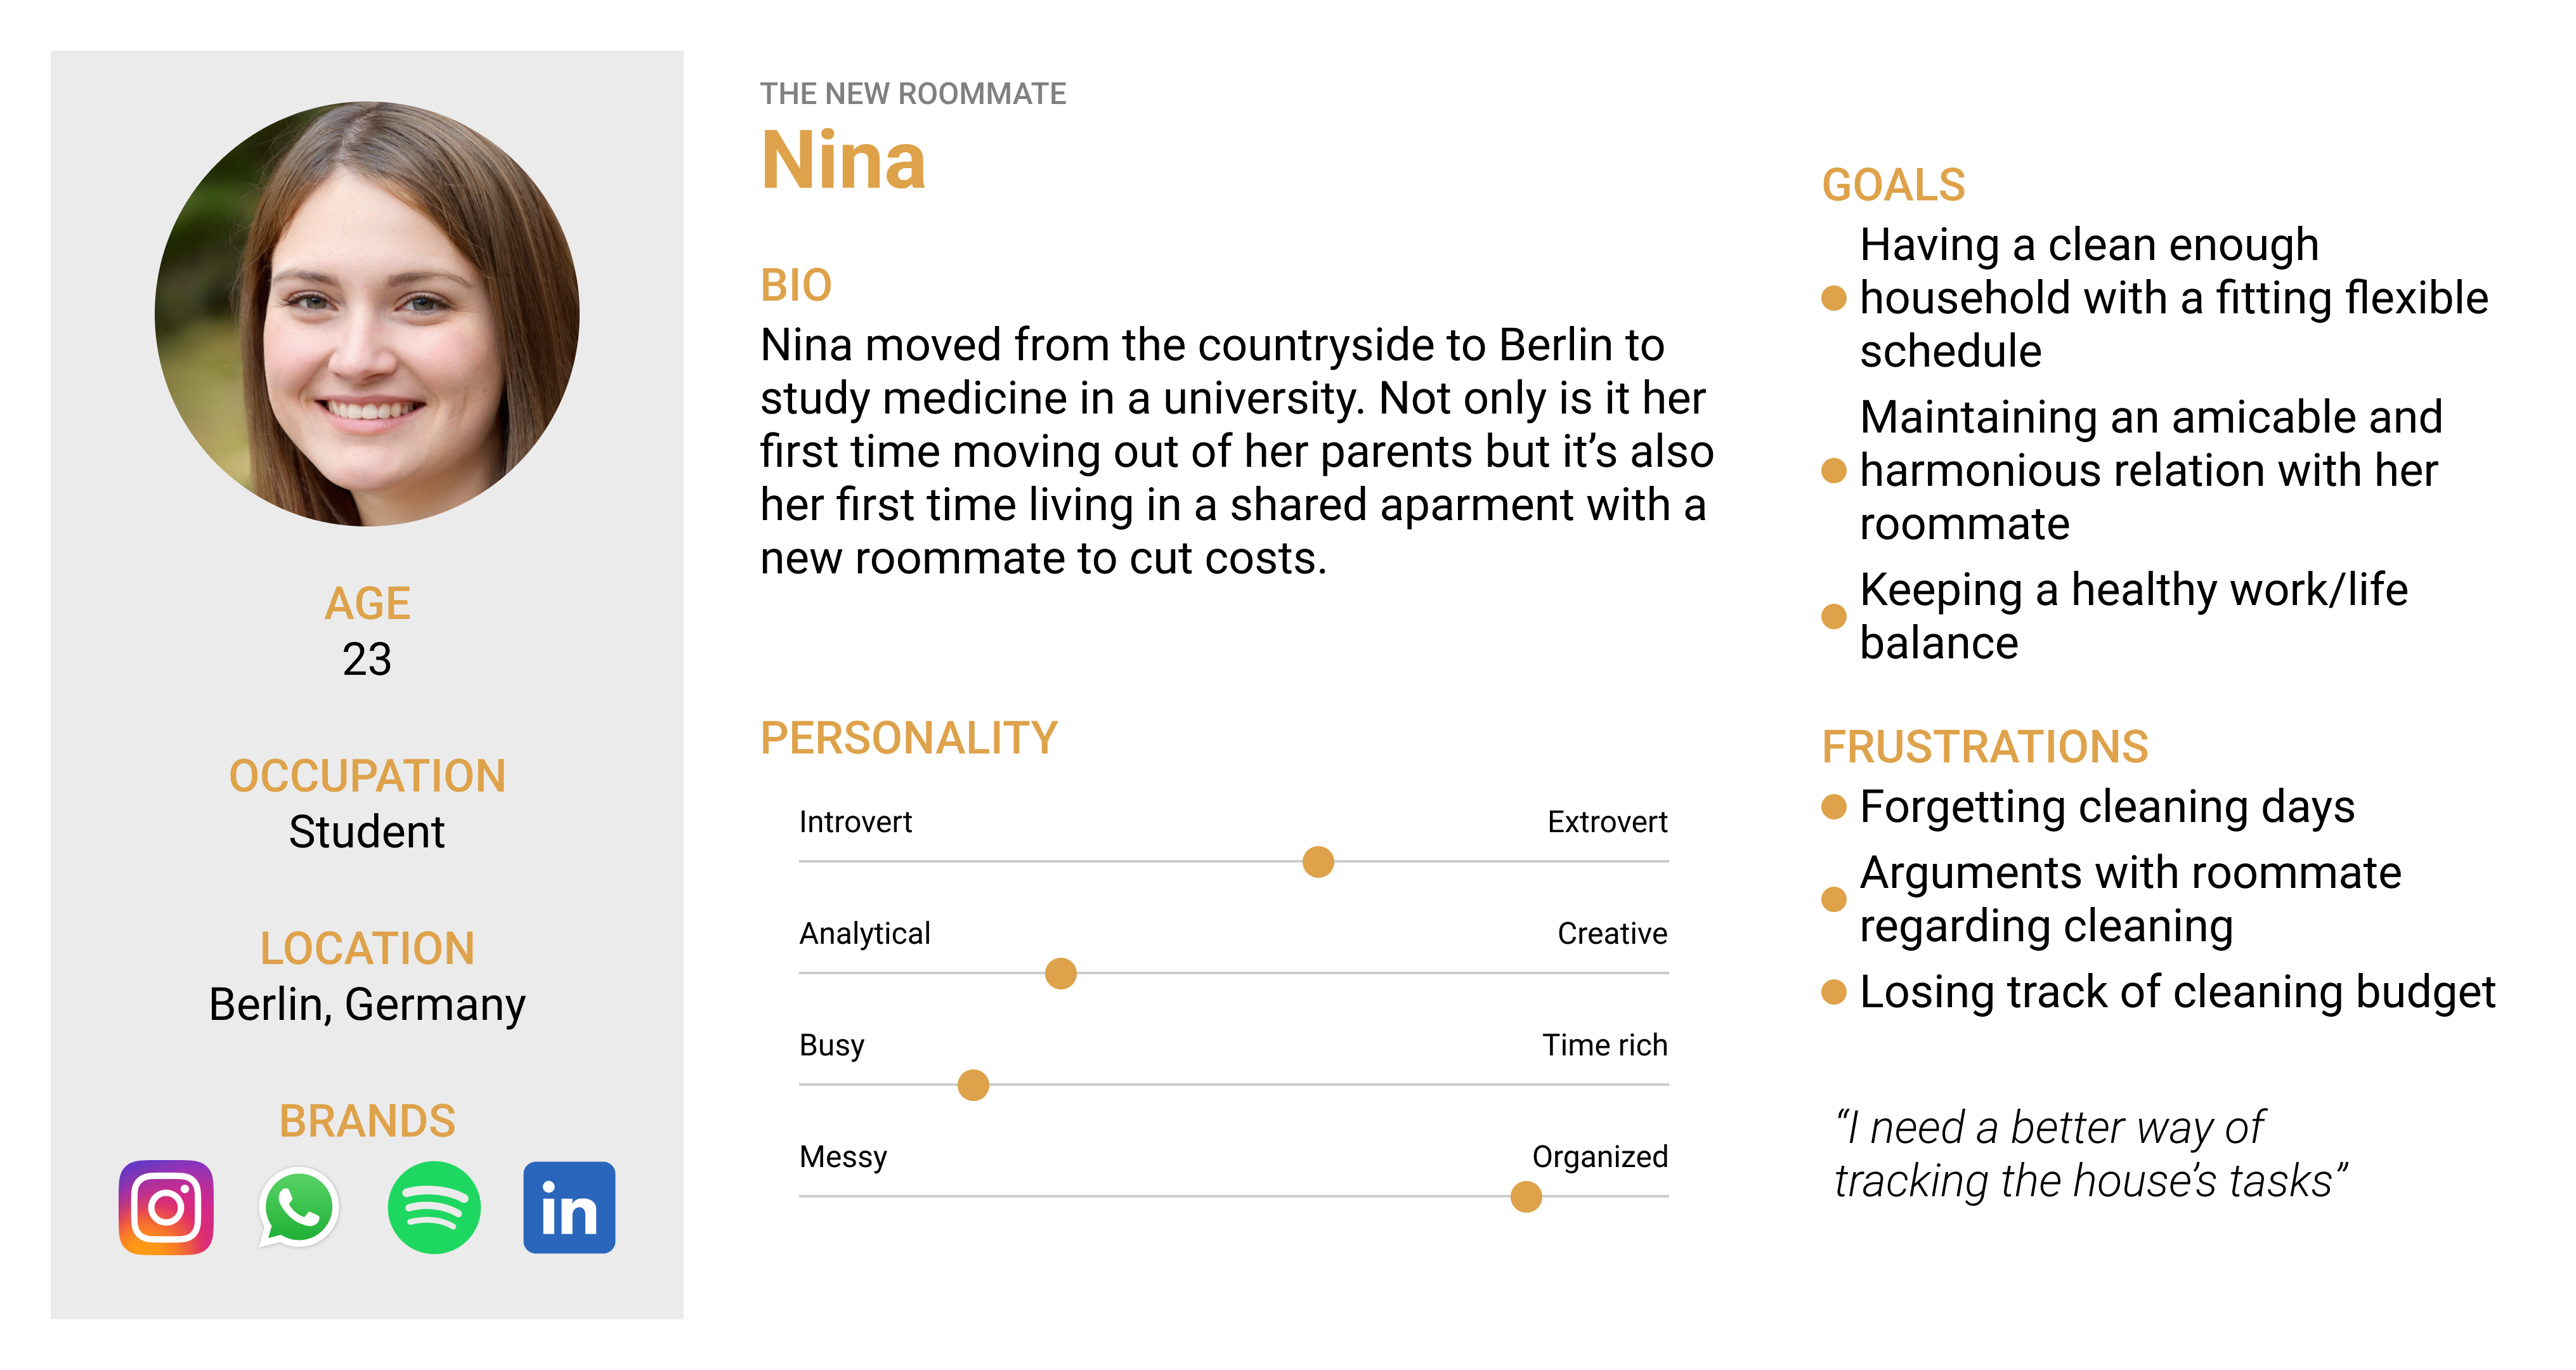 AGE
23
OCCUPATION
Student
LOCATION
Berlin, Germany
BRANDS
in
THE NEW ROOMMATE
Nina
BIO
Nina moved from the countryside to Berlin to
study medicine in a university. Not only is it her
first time moving out of her parents but it’s also
her first time living in a shared aparment with a
new roommate to cut costs.
PERSONALITY
Introvert Extrovert
Analytical Creative
Busy Time rich
Messy Organized
GOALS
Having a clean enough
household with a fitting flexible
schedule
Maintaining an amicable and
harmonious relation with her
roommate
Keeping a healthy work/life
balance
FRUSTRATIONS
Forgetting cleaning days
Arguments with roommate
regarding cleaning
Losing track of cleaning budget
“I need a better way of
tracking the house’s tasks”